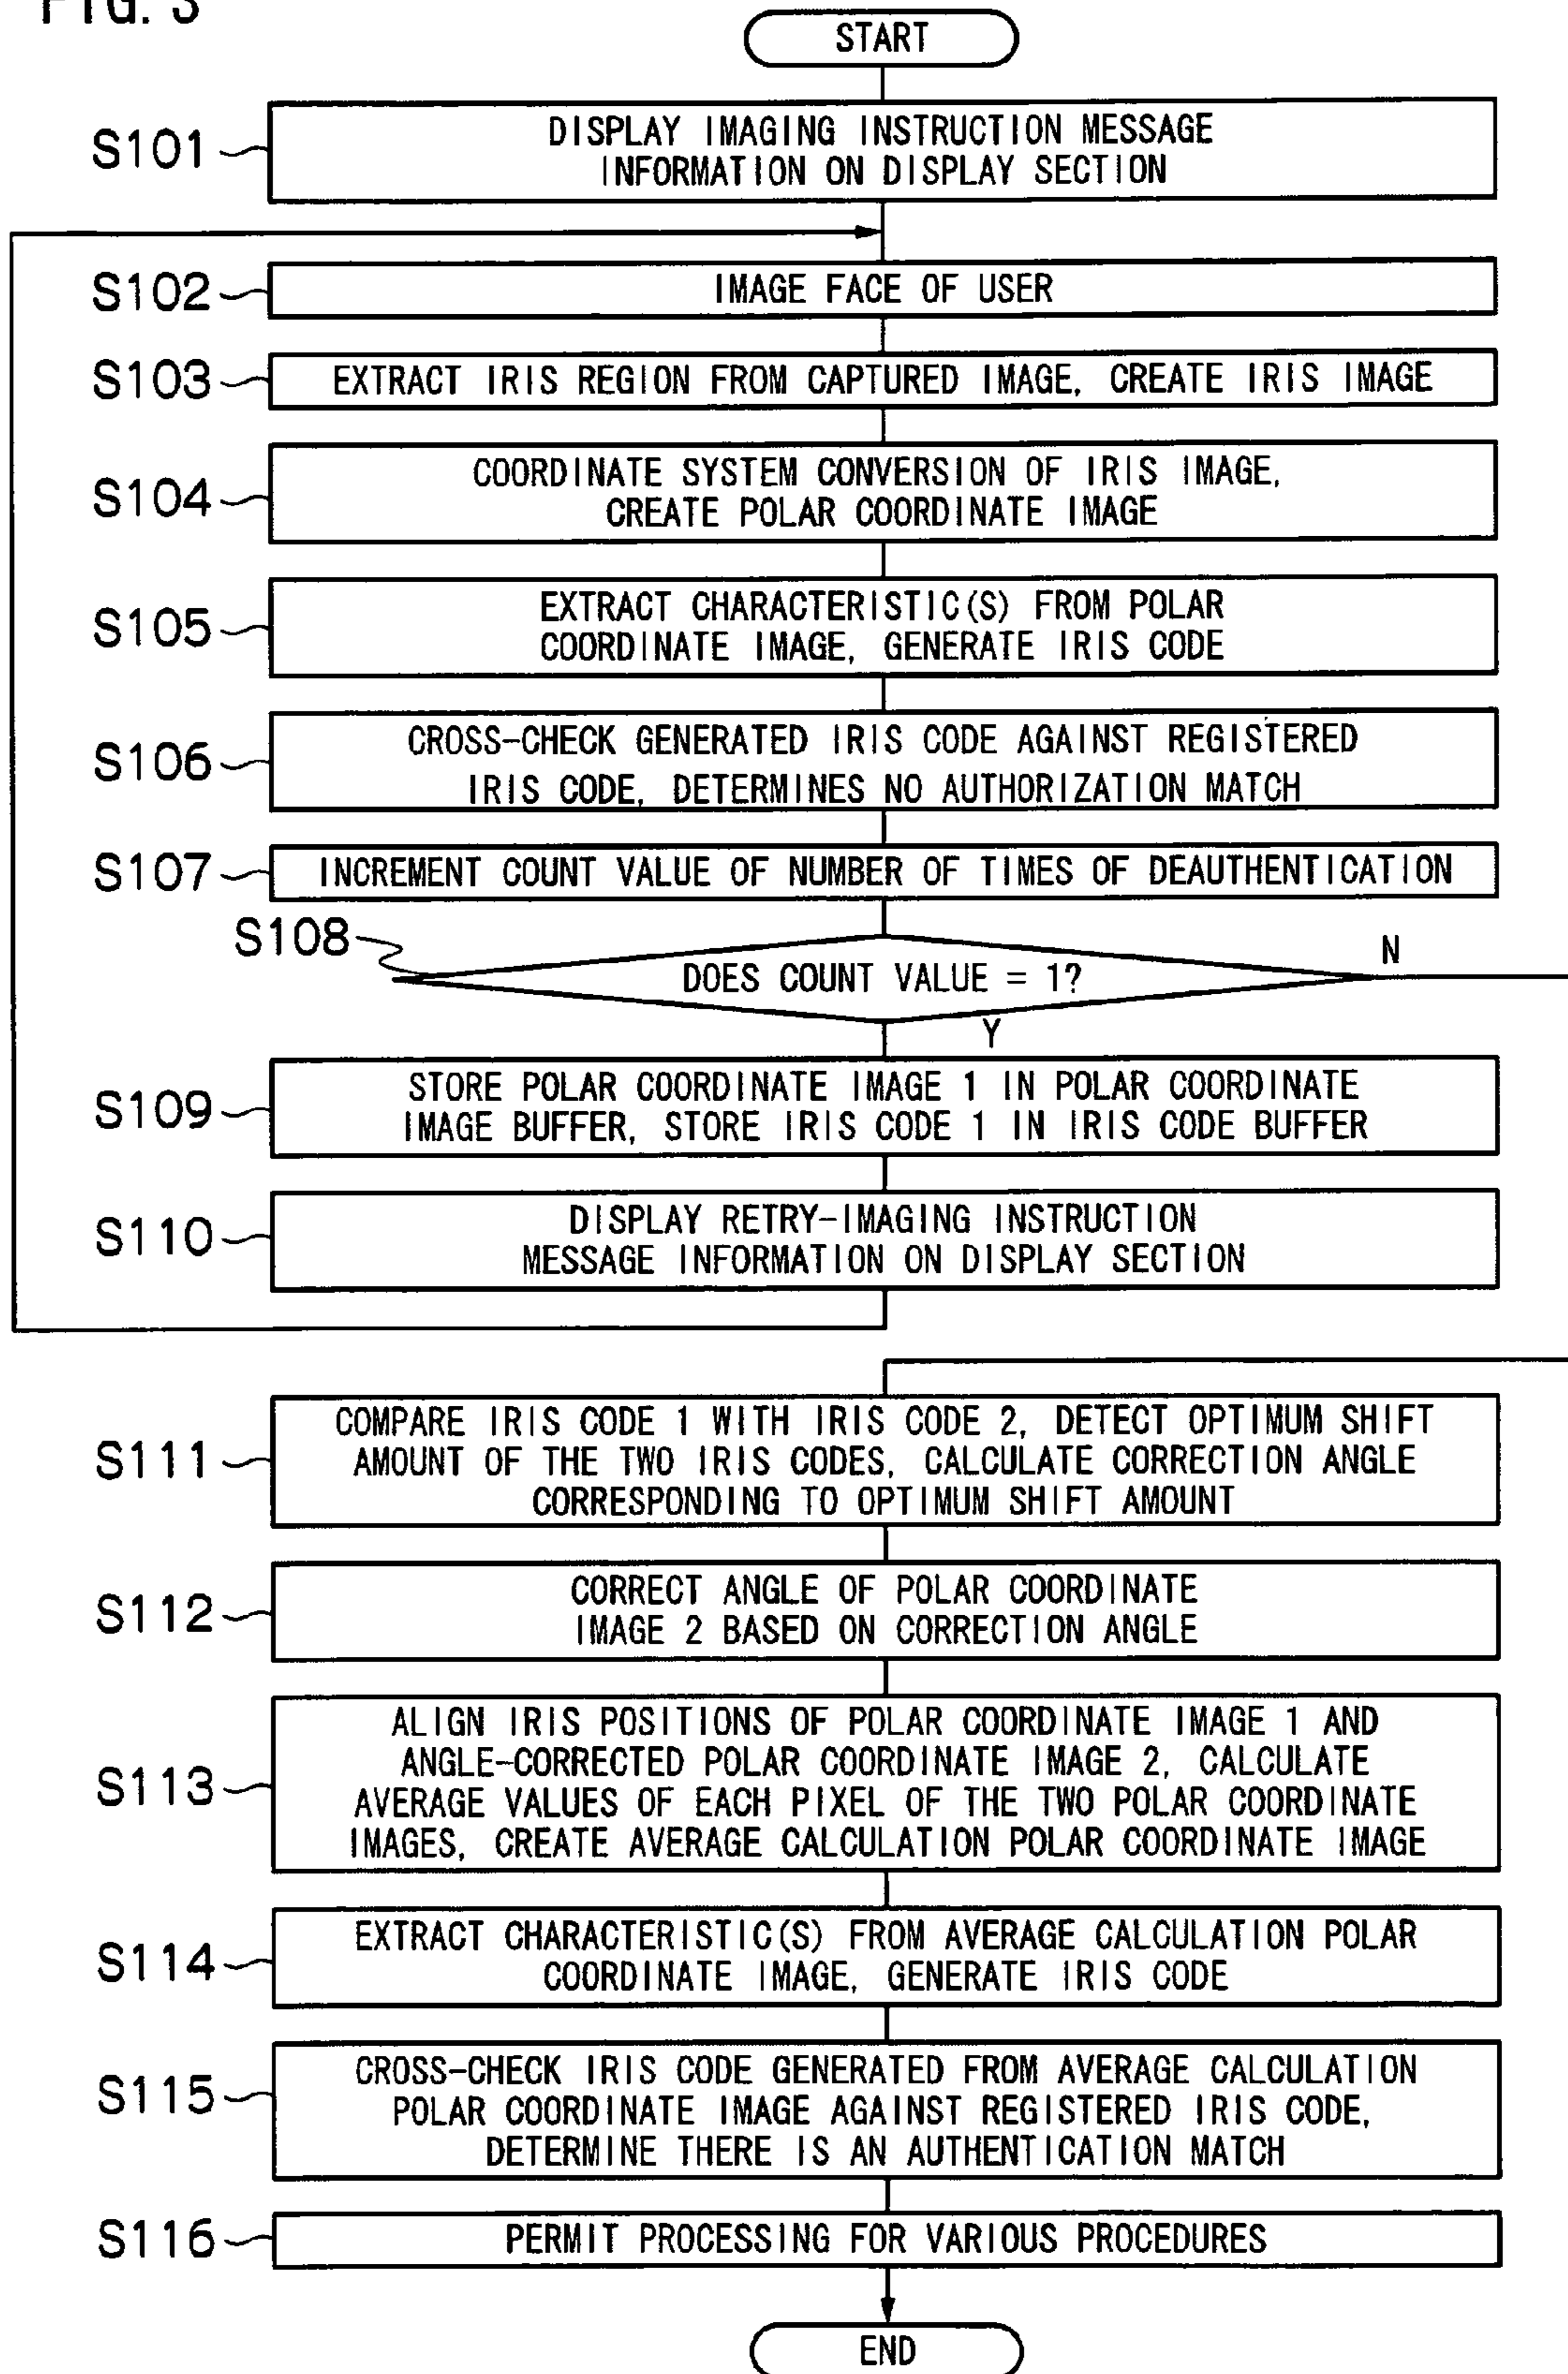 FIG. 3
START
S101
DISPLAY IMAGING INSTRUCTION MESSAGE
INFORMATION ON DISPLAY SECTION
S102
IMAGE FACE OF USER
S103
EXTRACT IRIS REGION FROM CAPTURED IMAGE, CREATE IRIS IMAGE
S104
COORDINATE SYSTEM CONVERSION OF IRIS IMAGE,
CREATE POLAR COORDINATE IMAGE
S105
EXTRACT CHARACTERISTIC(S) FROM POLAR
COORDINATE IMAGE, GENERATE IRIS CODE
S106
CROSS-CHECK GENERATED IRIS CODE AGAINST REGISTERED
IRIS CODE, DETERMINES NO AUTHORIZATION MATCH
S107
INCREMENT COUNT VALUE OF NUMBER OF TIMES OF DEAUTHENTICATION
S108
DOES COUNT VALUE = 1?
N
Y
S109
STORE POLAR COORDINATE IMAGE 1 IN POLAR COORDINATE
IMAGE BUFFER, STORE IRIS CODE 1 IN IRIS CODE BUFFER
S110
DISPLAY RETRY-IMAGING INSTRUCTION
MESSAGE INFORMATION ON DISPLAY SECTION
S111
COMPARE IRIS CODE 1 WITH IRIS CODE 2, DETECT OPTIMUM SHIFT
AMOUNT OF THE TWO IRIS CODES, CALCULATE CORRECTION ANGLE
CORRESPONDING TO OPTIMUM SHIFT AMOUNT
S112
CORRECT ANGLE OF POLAR COORDINATE
IMAGE 2 BASED ON CORRECTION ANGLE
S113
ALIGN IRIS POSITIONS OF POLAR COORDINATE IMAGE 1 AND
ANGLE-CORRECTED POLAR COORDINATE IMAGE 2, CALCULATE
AVERAGE VALUES OF EACH PIXEL OF THE TWO POLAR COORDINATE
IMAGES, CREATE AVERAGE CALCULATION POLAR COORDINATE IMAGE
S114
EXTRACT CHARACTERISTIC(S) FROM AVERAGE CALCULATION POLAR
COORDINATE IMAGE, GENERATE IRIS CODE
S115
CROSS-CHECK IRIS CODE GENERATED FROM AVERAGE CALCULATION
POLAR COORDINATE IMAGE AGAINST REGISTERED IRIS CODE,
DETERMINE THERE IS AN AUTHENTICATION MATCH
S116
PERMIT PROCESSING FOR VARIOUS PROCEDURES
END